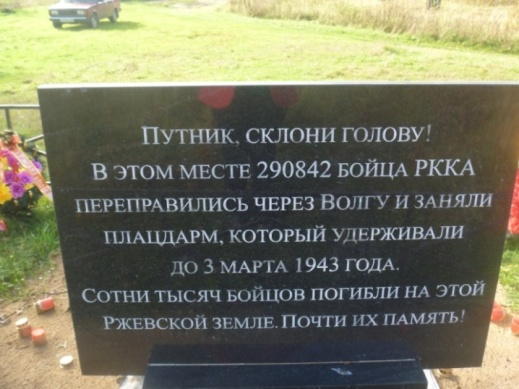 Путник, склони голову!
В этом месте 290842 бойца РККА
переправились через Волгу и заняли
плацдарм, который удерживали
до 3 марта 1943 года.
Сотни тысяч бойцов погибли на этой
Ржевской земле. Почти их память!